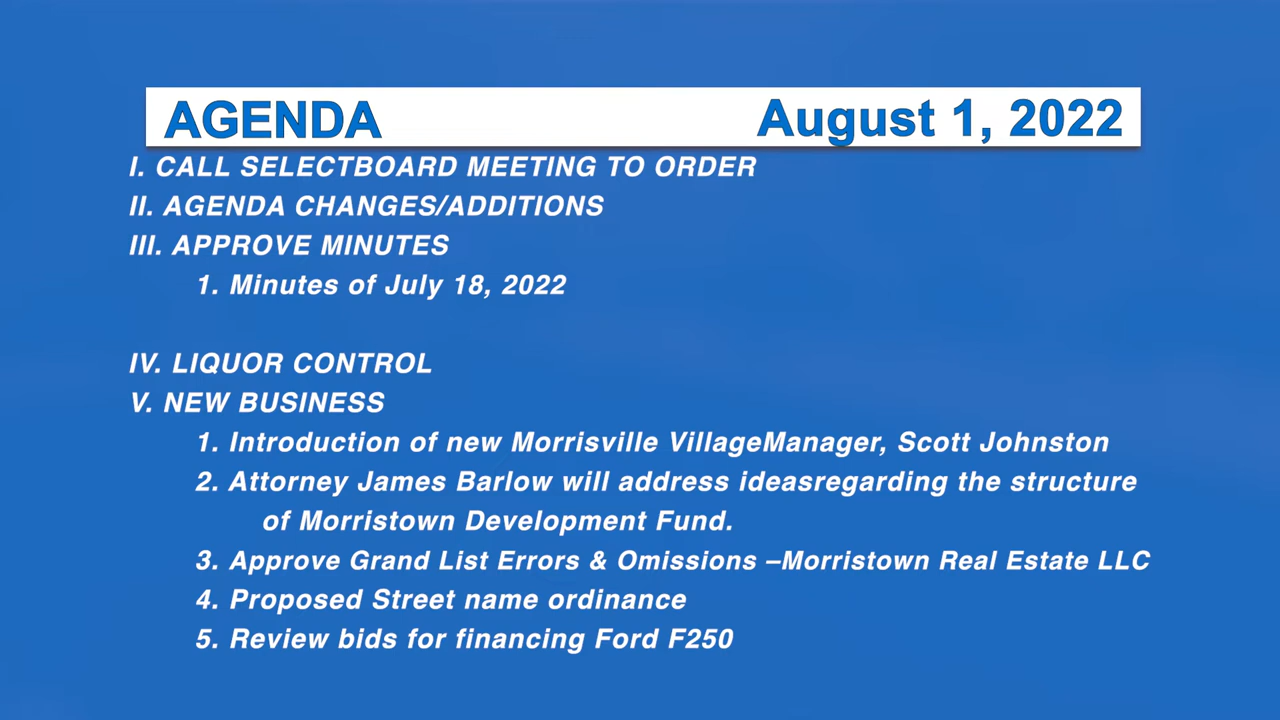 AGENDA August 1, 2022
I. CALL SELECTBOARD MEETING TO ORDER
II. AGENDA CHANGES/ADDITIONS
III. APPROVE MINUTES
1. Minutes of July 18, 2022
IV. LIQUOR CONTROL
V. NEW BUSINESS
1. Introduction of new Morrisville VillageManager, Scott Johnston
2. Attorney James Barlow will address ideasregarding the structure
of Morristown Development Fund.
3. Approve Grand List Errors & Omissions –Morristown Real Estate LLC
4. Proposed Street name ordinance
5. Review bids for financing Ford F250